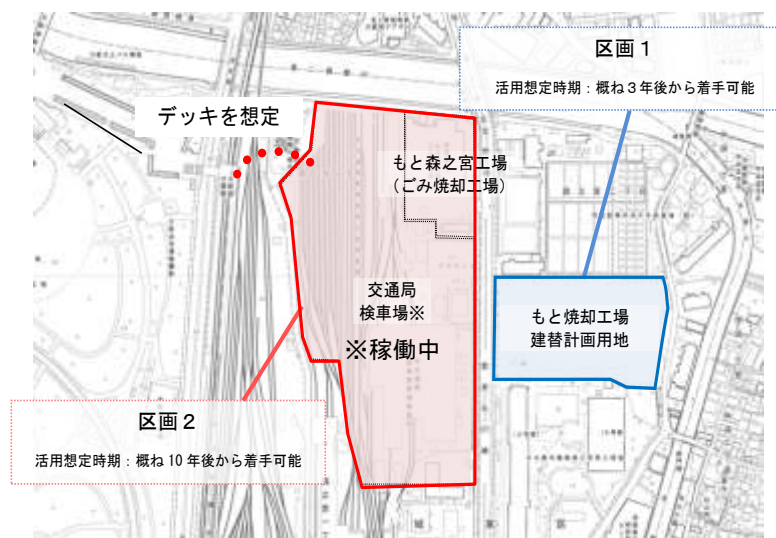 区画１
活用想定時期：概ね３年後から着手可能
デッキを想定
もと森之宮工場
（ごみ焼却工場）
交通局
検車場※
※稼働中
もと焼却工場
建替計画用地
区画２
活用想定時期：概ね 10 年後から着手可能